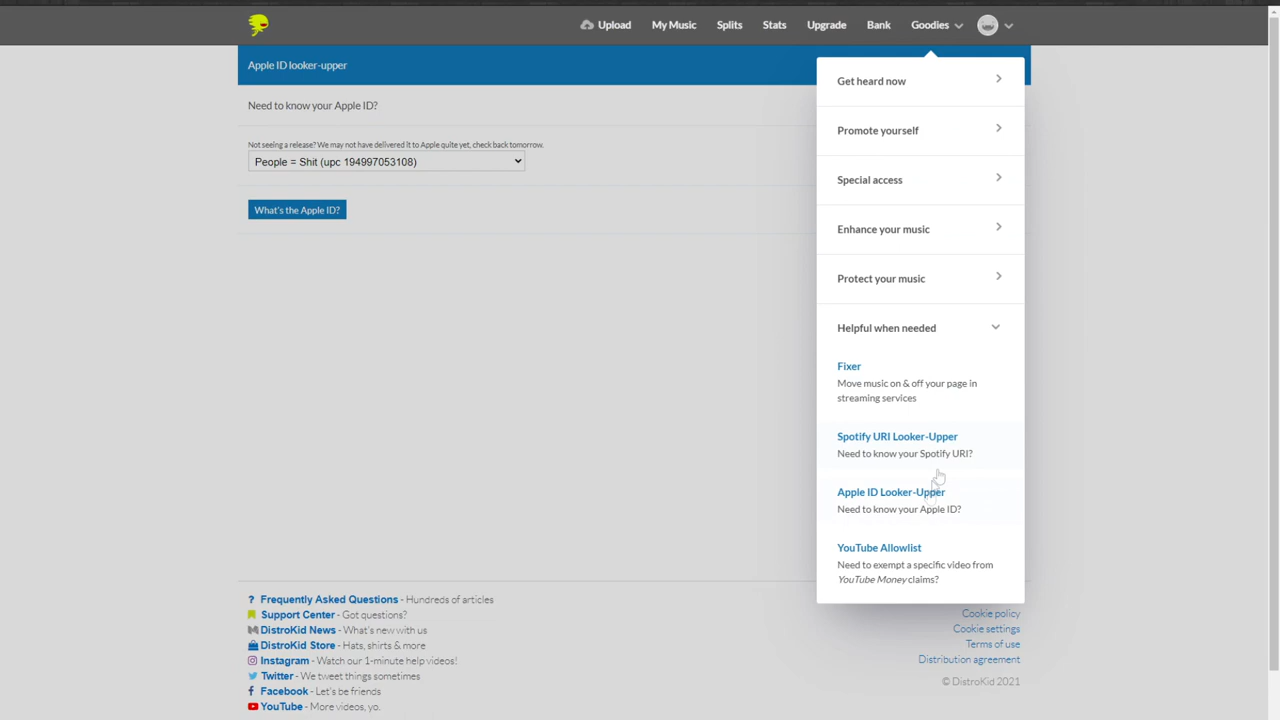 Upload My Music Splits Stats Upgrade Bank Goodies
Apple ID looker-upper
Need to know your Apple ID?
Not seeing a release? We may not have delivered it to Apple quite yet, check back tomorrow.
People = Shit (upc 194997053108)
What's the Apple ID?
Get heard now
Promote yourself
Special access
Enhance your music
Protect your music
Helpful when needed
Fixer
Move music on & off your page in
streaming services
Spotify URI Looker-Upper
Need to know your Spotify URI?
Apple ID Looker-Upper
Need to know your Apple ID?
YouTube Allowlist
Need to exempt a specific video from
YouTube Money claims?
? Frequently Asked Questions - Hundreds of articles
Support Center - Got questions?
DistroKid News - What's new with us
DistroKid Store - Hats, shirts & more
Instagram - Watch our 1-minute help videos!
Twitter - We tweet things sometimes
Facebook - Let's be friends
YouTube - More videos, yo.
Cookie policy
Cookie settings
Terms of use
Distribution agreement
© DistroKid 2021